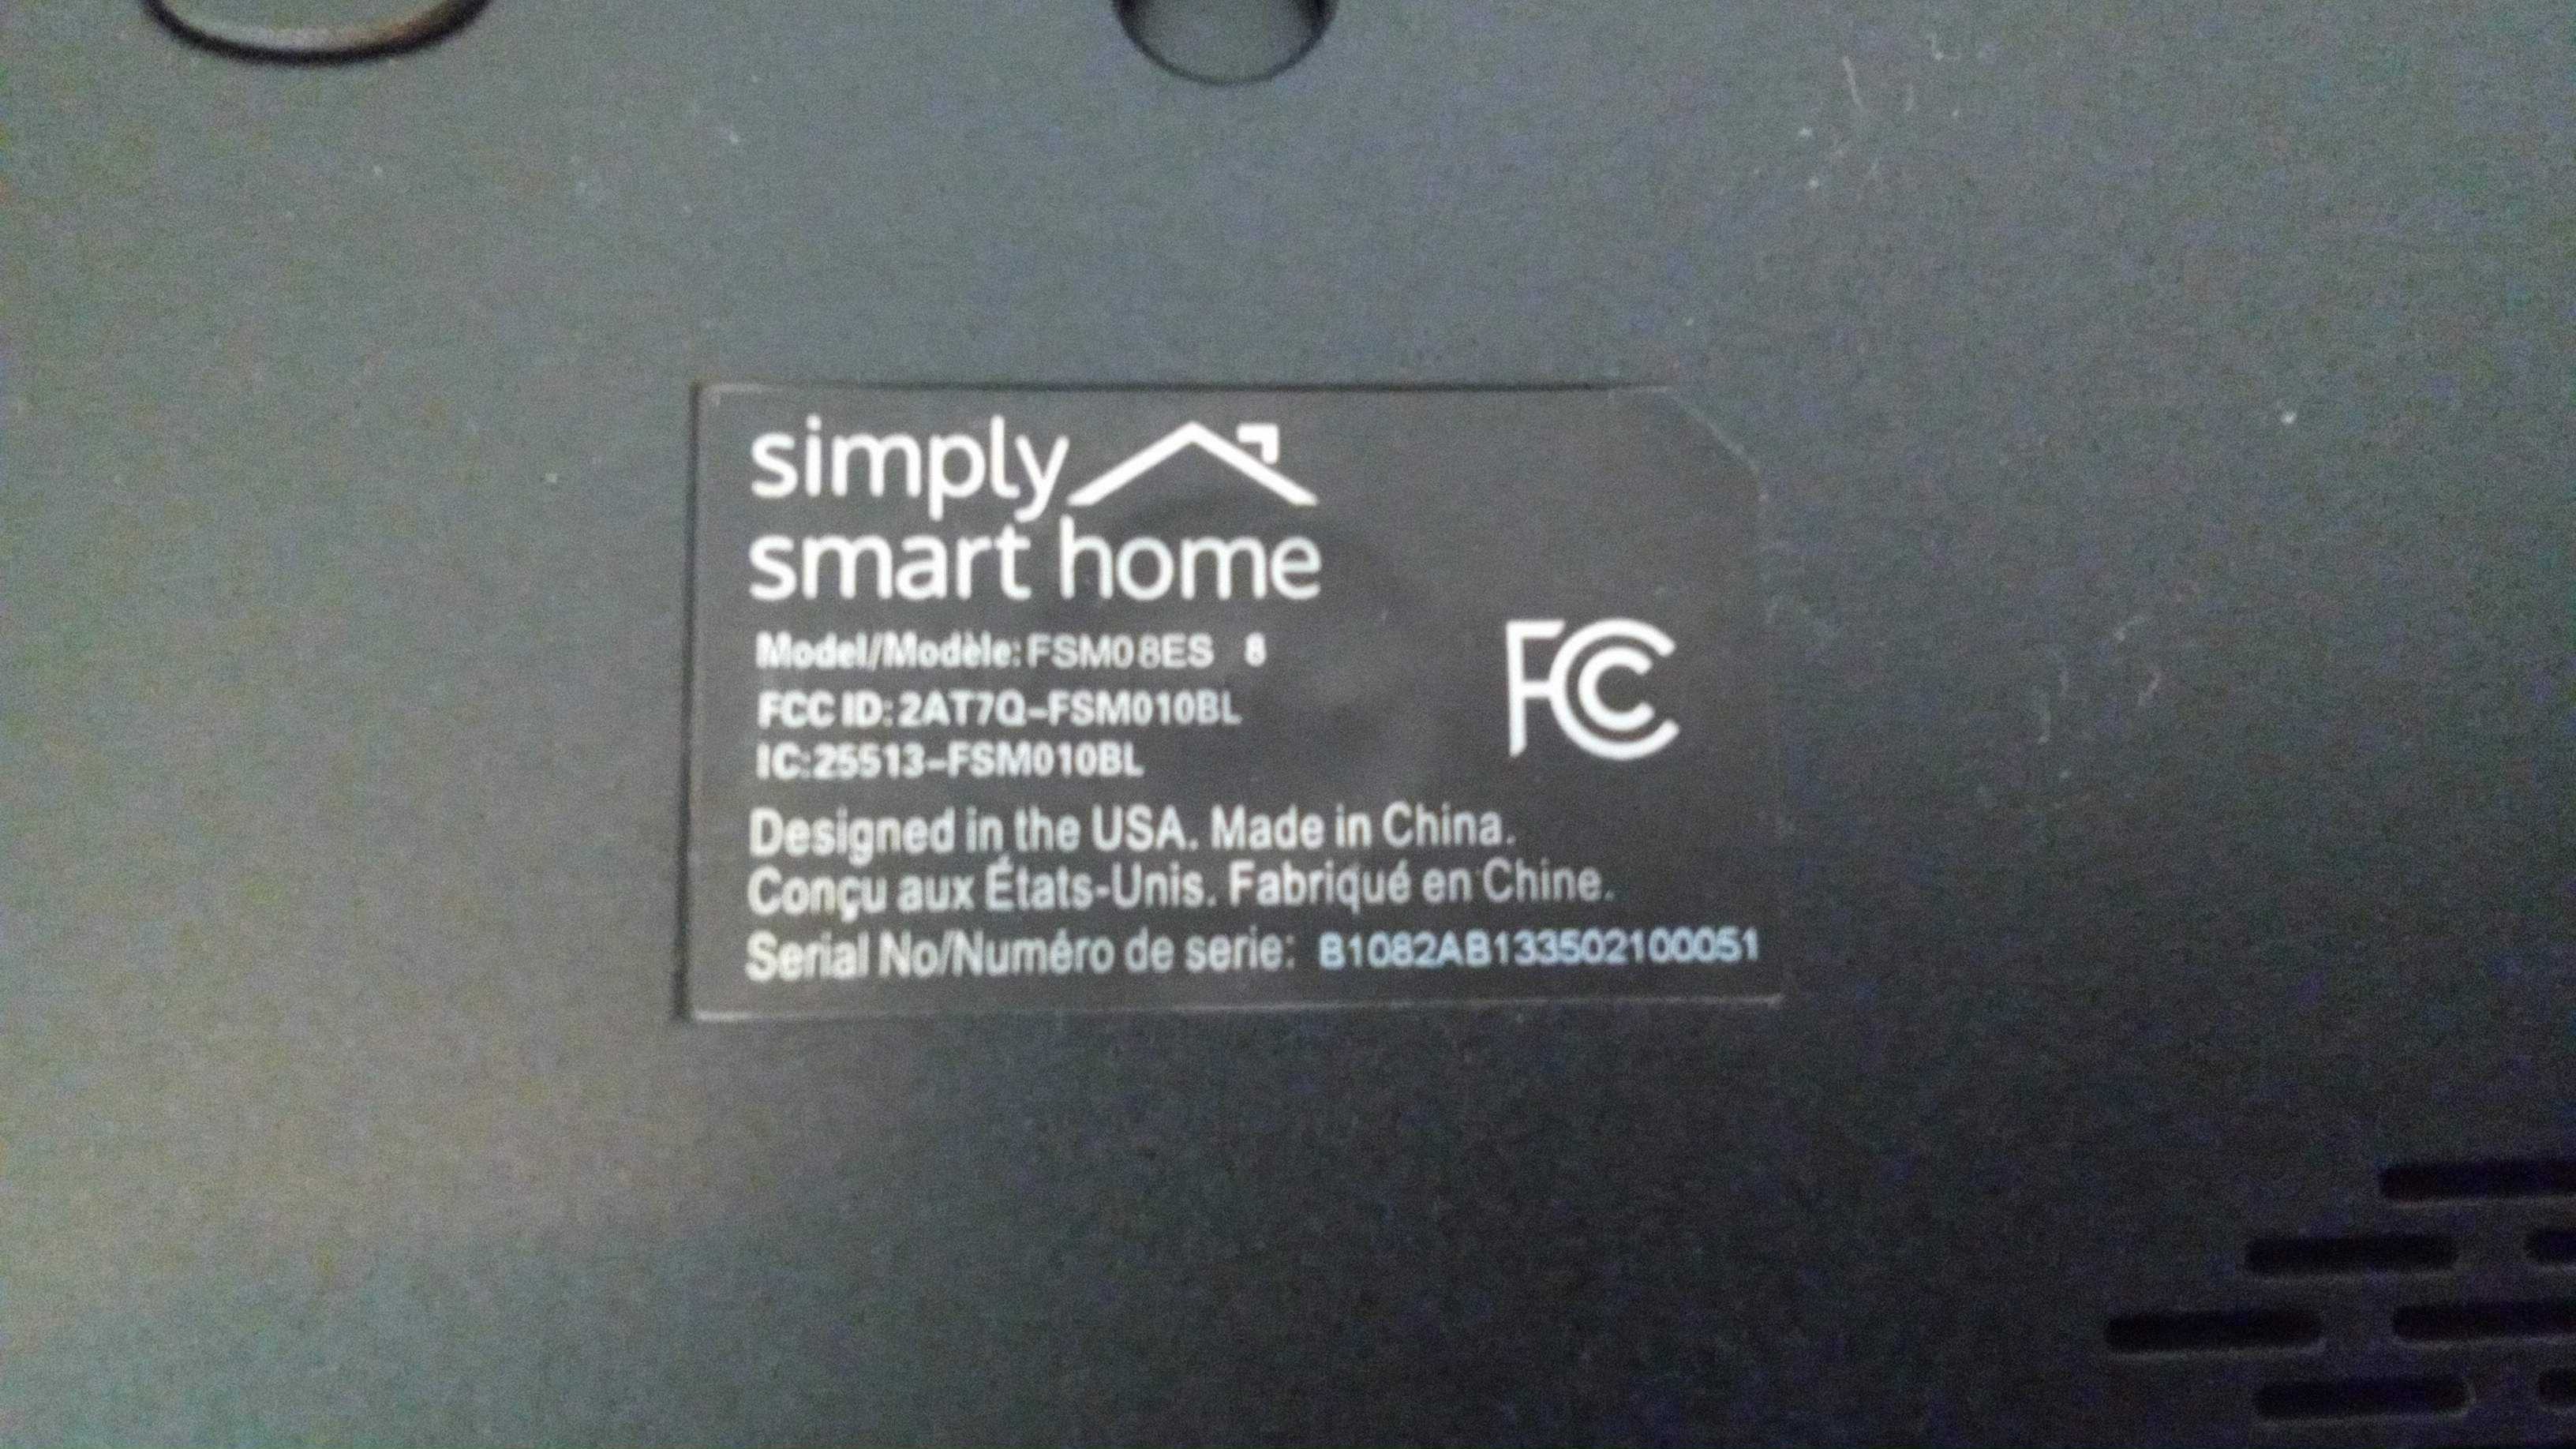 simply
smart home
Model/Modèle: FSM08ES 8
FCC ID: 2AT7Q-FSM010BL
IC:25513-FSM010BL
FC
Designed in the USA. Made in China.
Conçu aux États-Unis. Fabriqué en Chine.
Serial No/Numéro de serie: B1082AB133502100051